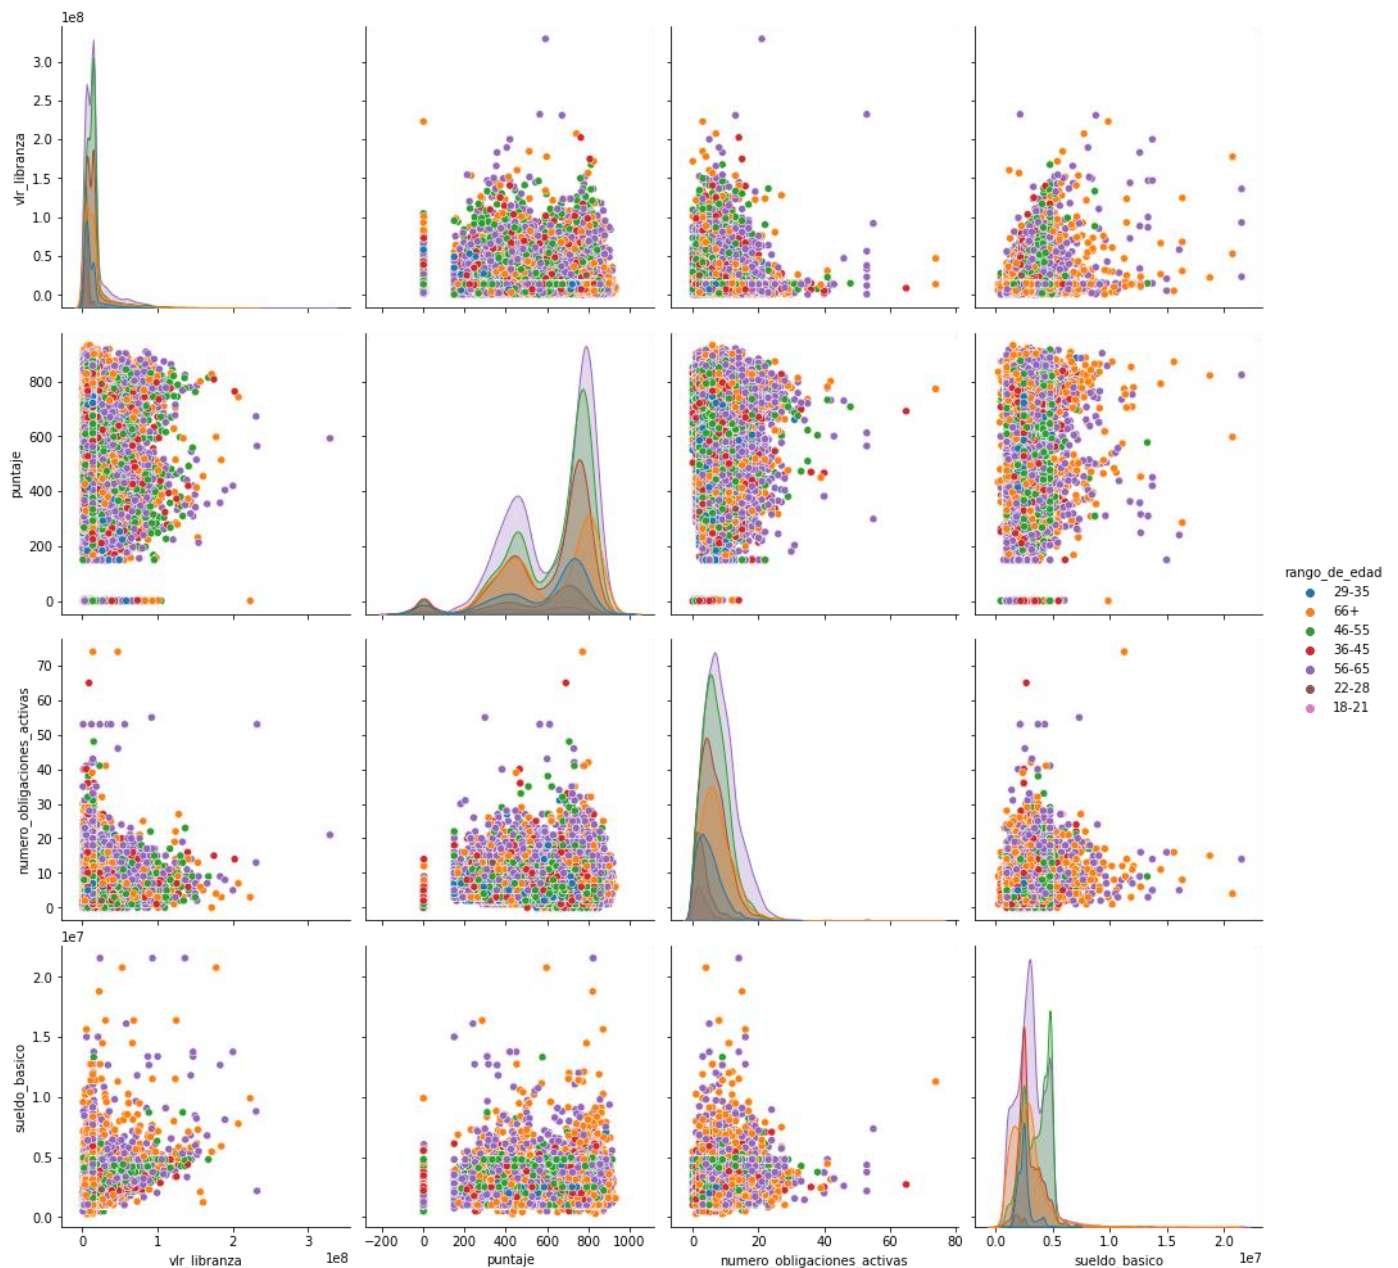 1e8
3.0
2.5
2.0
1.5
1.0
0.5
0.0
vlr_libranza
800
600
400
200
0
puntaje
70
60
50
40
30
20
10
0
numero_obligaciones_activas
1e7
2.0
1.5
1.0
0.5
0.0
sueldo_basico
0 1 2 3
1e8
vlr_libranza
−200 0 200 400 600 800 1000
puntaje
0 20 40 60 80
numero_obligaciones_activas
0.0 0.5 1.0 1.5 2.0
1e7
sueldo_basico
rango_de_edad
29-35
66+
46-55
36-45
56-65
22-28
18-21